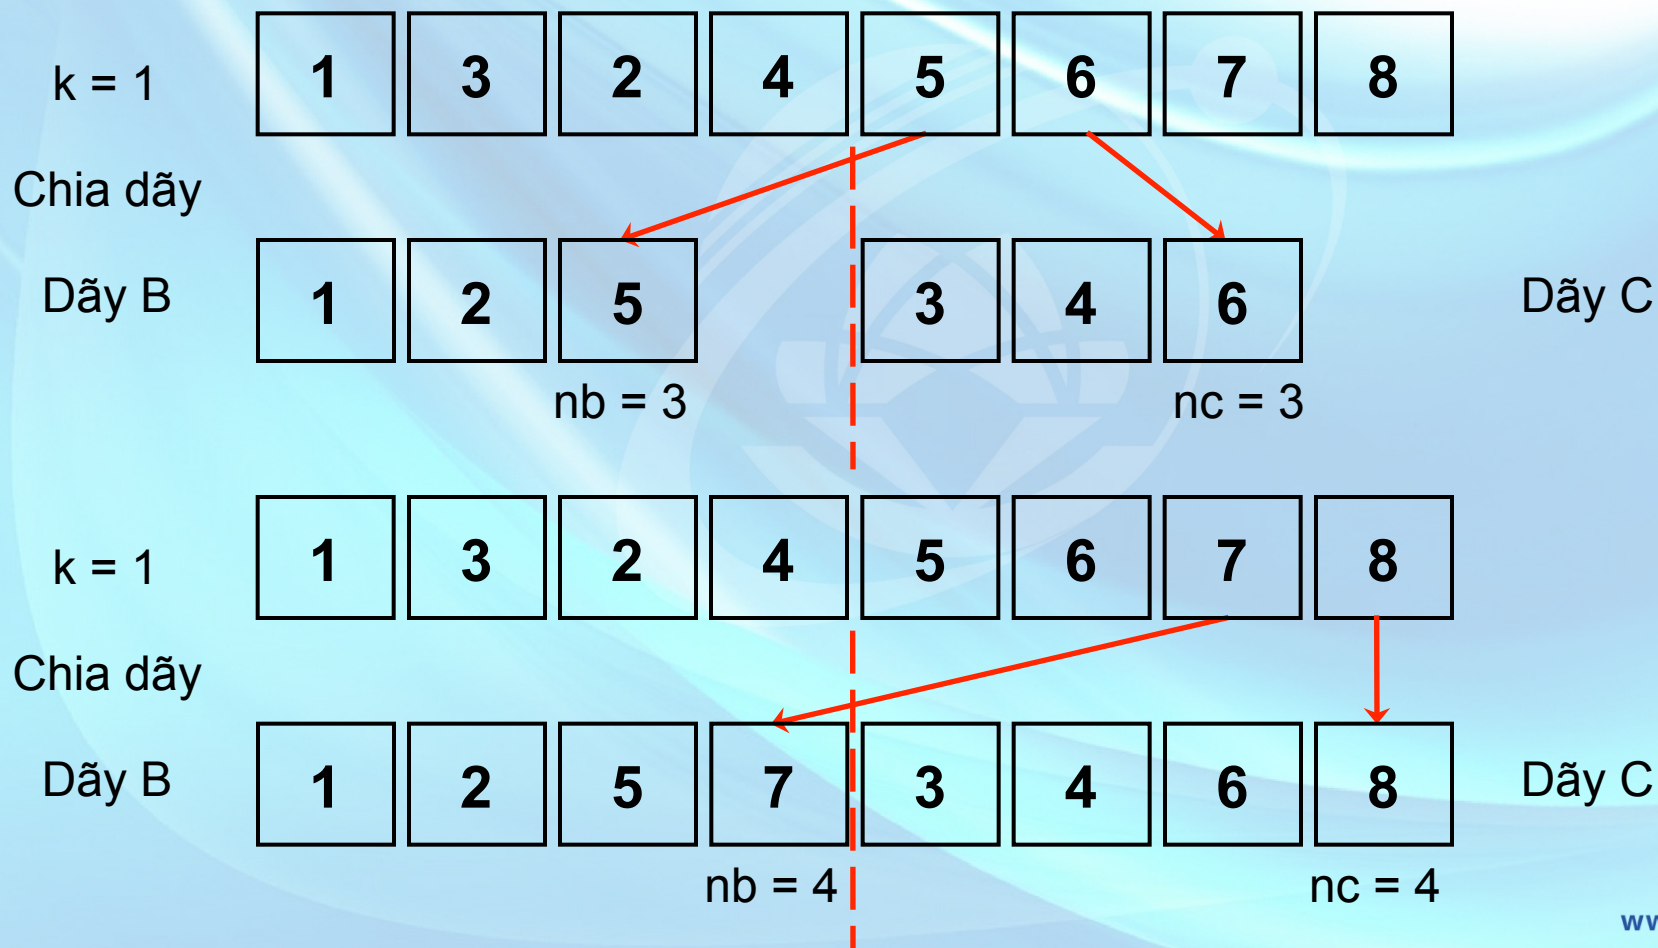 k = 1 1 3 2 4 5 6 7 8
Chia dãy
Dãy B 1 2 5 3 4 6 Dãy C
nb = 3 nc = 3
k = 1 1 3 2 4 5 6 7 8
Chia dãy
Dãy B 1 2 5 7 3 4 6 8 Dãy C
nb = 4 nc = 4